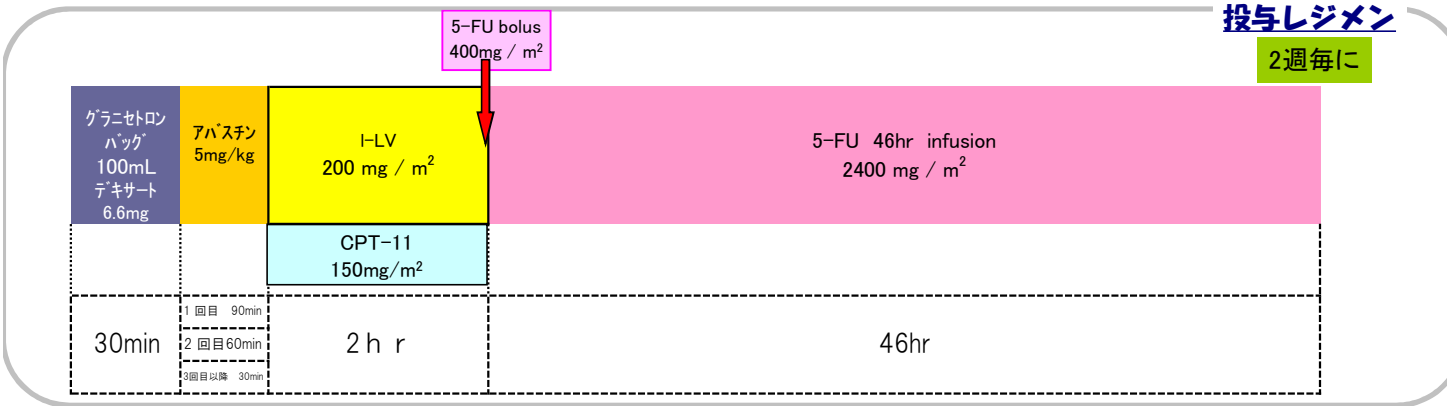 投与レジメン
2週毎に
5-FU bolus
400mg / m²
グラニセトロン
バッグ
100mL
デキサート
6.6mg
アバスチン
5mg/kg
l-LV
200 mg / m²
5-FU 46hr infusion
2400 mg / m²
CPT-11
150mg/m²
30min
1 回目 90min
2 回目60min
3回目以降 30min
2hr
46hr